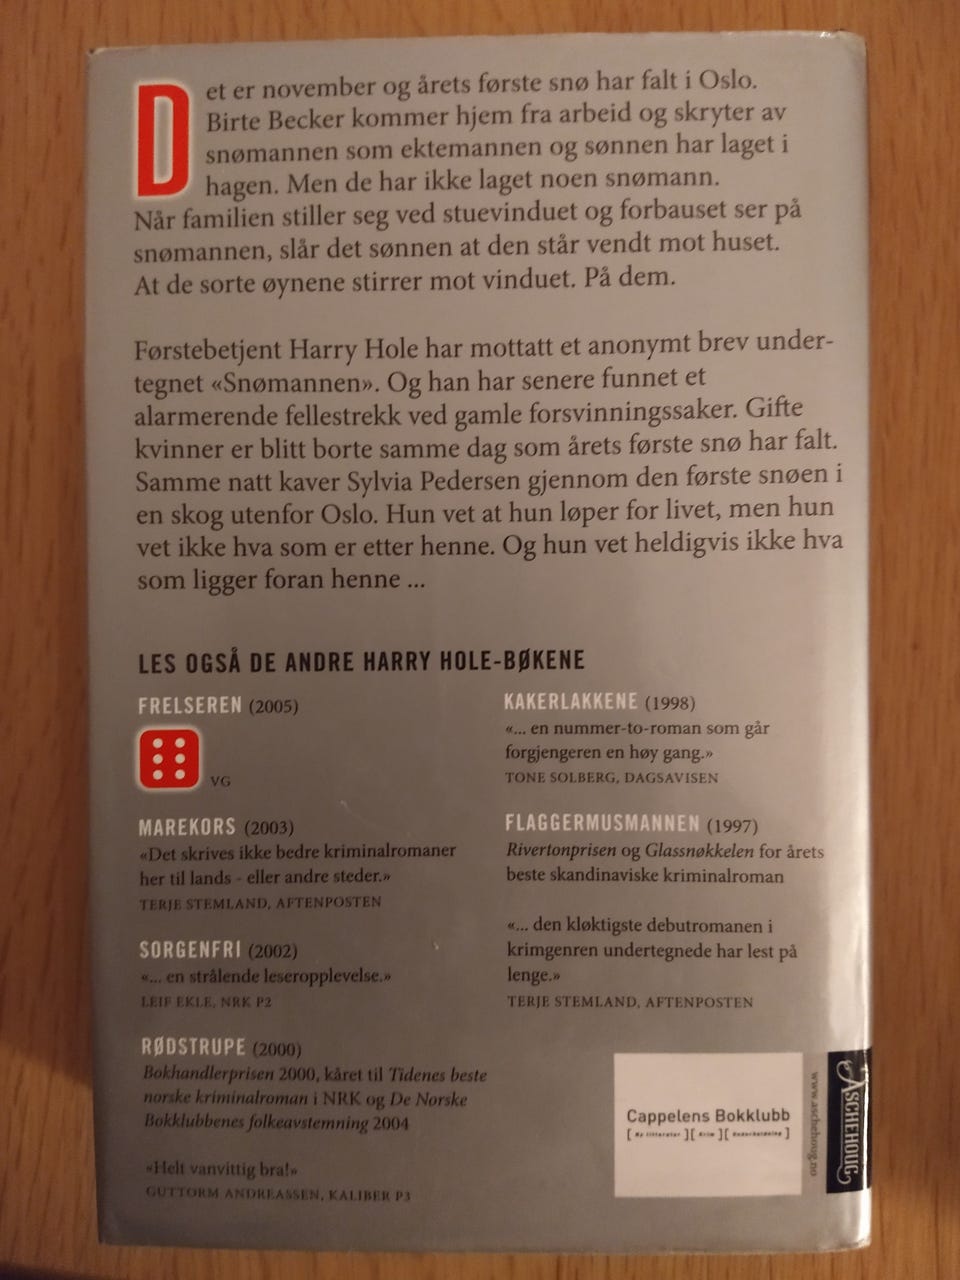 Det er november og årets første snø har falt i Oslo.
Birte Becker kommer hjem fra arbeid og skryter av
snømannen som ektemannen og sønnen har laget i
hagen. Men de har ikke laget noen snømann.
Når familien stiller seg ved stuevinduet og forbauset ser på
snømannen, slår det sønnen at den står vendt mot huset.
At de sorte øynene stirrer mot vinduet. På dem.
Førstebetjent Harry Hole har mottatt et anonymt brev under-
tegnet «Snømannen». Og han har senere funnet et
alarmerende fellestrekk ved gamle forsvinningssaker. Gifte
kvinner er blitt borte samme dag som årets første snø har falt.
Samme natt kaver Sylvia Pedersen gjennom den første snøen i
en skog utenfor Oslo. Hun vet at hun løper for livet, men hun
vet ikke hva som er etter henne. Og hun vet heldigvis ikke hva
som ligger foran henne ...
LES OGSÅ DE ANDRE HARRY HOLE-BØKENE
FRELSEREN (2005)
VG
MAREKORS (2003)
«Det skrives ikke bedre kriminalromaner
her til lands - eller andre steder.»
TERJE STEMLAND, AFTENPOSTEN
SORGENFRI (2002)
«... en strålende leseropplevelse.»
LEIF EKLE, NRK P2
RØDSTRUPE (2000)
Bokhandlerprisen 2000, kåret til Tidenes beste
norske kriminalroman i NRK og De Norske
Bokklubbenes folkeavstemning 2004
«Helt vanvittig bra!»
GUTTORM ANDREASSEN, KALIBER P3
KAKERLAKKENE (1998)
«... en nummer-to-roman som går
forgjengeren en høy gang.»
TONE SOLBERG, DAGSAVISEN
FLAGGERMUSMANNEN (1997)
Rivertonprisen og Glassnøkkelen for årets
beste skandinaviske kriminalroman
«... den kløktigste debutromanen i
krimgenren undertegnede har lest på
lenge.»
TERJE STEMLAND, AFTENPOSTEN
Cappelens Bokklubb
[ Ny litteratur ][ Krim ][ Underholdning ]
www.aschehoug.no
ASCHEHOUG